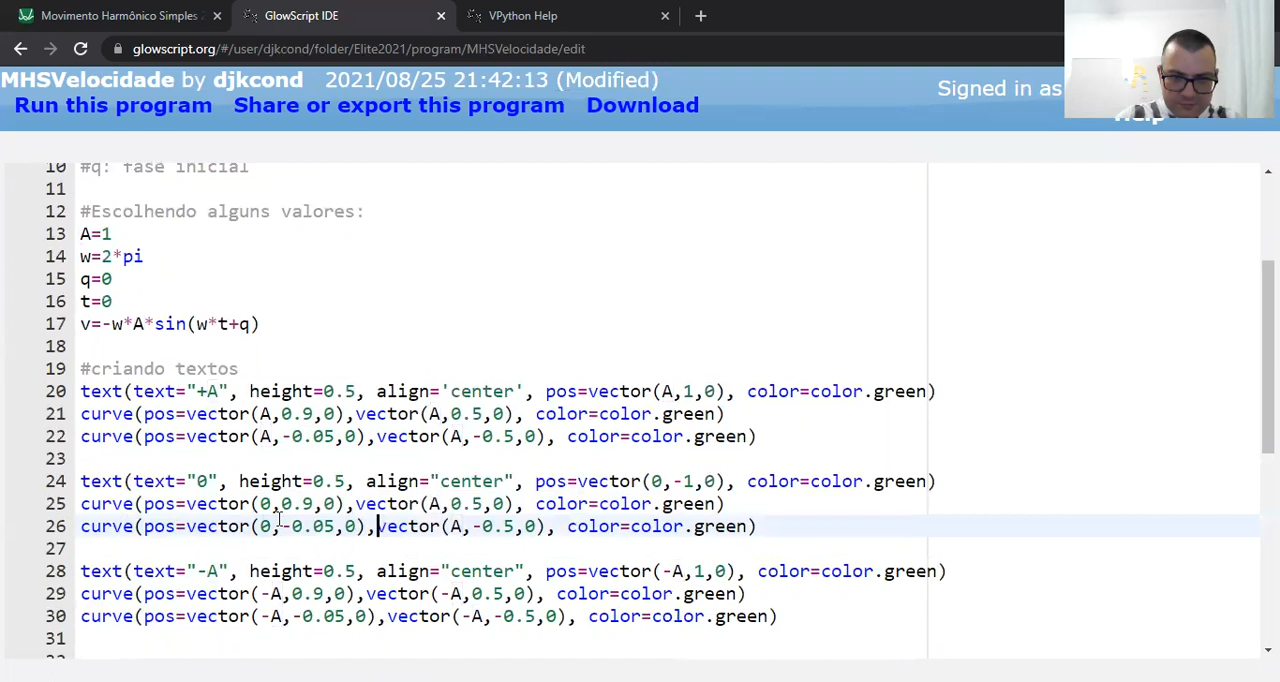 Movimento Harmônico Simples
GlowScript IDE
VPython Help
glowscript.org/#/user/djkcond/folder/Elite2021/program/MHSVelocidade/edit
MHSVelocidade by djkcond 2021/08/25 21:42:13 (Modified)
Signed in as
Run this program Share or export this program Download
Help
10 #q: fase inicial
11
12 #Escolhendo alguns valores:
13 A=1
14 w=2*pi
15 q=0
16 t=0
17 v=-w*A*sin(w*t+q)
18
19 #criando textos
20 text(text="+A", height=0.5, align='center', pos=vector(A,1,0), color=color.green)
21 curve(pos=vector(A,0.9,0),vector(A,0.5,0), color=color.green)
22 curve(pos=vector(A,-0.05,0),vector(A,-0.5,0), color=color.green)
23
24 text(text="0", height=0.5, align="center", pos=vector(0,-1,0), color=color.green)
25 curve(pos=vector(0,0.9,0),vector(A,0.5,0), color=color.green)
26 curve(pos=vector(0,-0.05,0),vector(A,-0.5,0), color=color.green)
27
28 text(text="-A", height=0.5, align="center", pos=vector(-A,1,0), color=color.green)
29 curve(pos=vector(-A,0.9,0),vector(-A,0.5,0), color=color.green)
30 curve(pos=vector(-A,-0.05,0),vector(-A,-0.5,0), color=color.green)
31